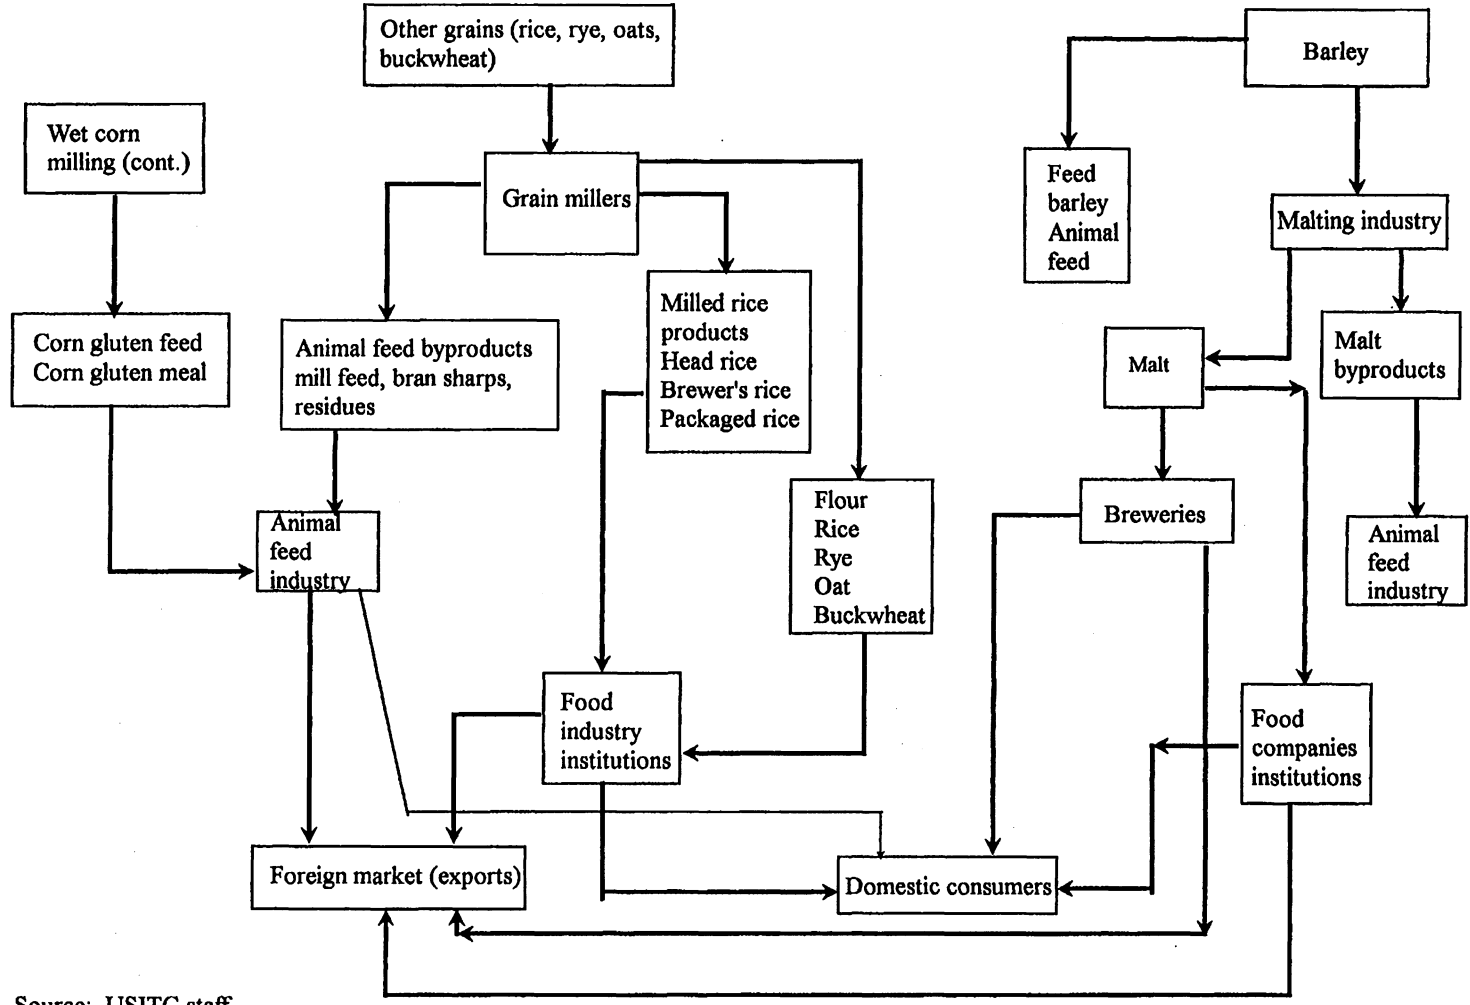 Other grains (rice, rye, oats,
buckwheat)
Barley
Wet corn
milling (cont.)
Grain millers
Feed
barley
Animal
feed
Malting industry
Corn gluten feed
Corn gluten meal
Animal feed byproducts
mill feed, bran sharps,
residues
Milled rice
products
Head rice
Brewer's rice
Packaged rice
Malt
Malt
byproducts
Flour
Rice
Rye
Oat
Buckwheat
Breweries
Animal
feed
industry
Animal
feed
industry
Food
industry
institutions
Food
companies
institutions
Foreign market (exports)
Domestic consumers
Source: USITC staff